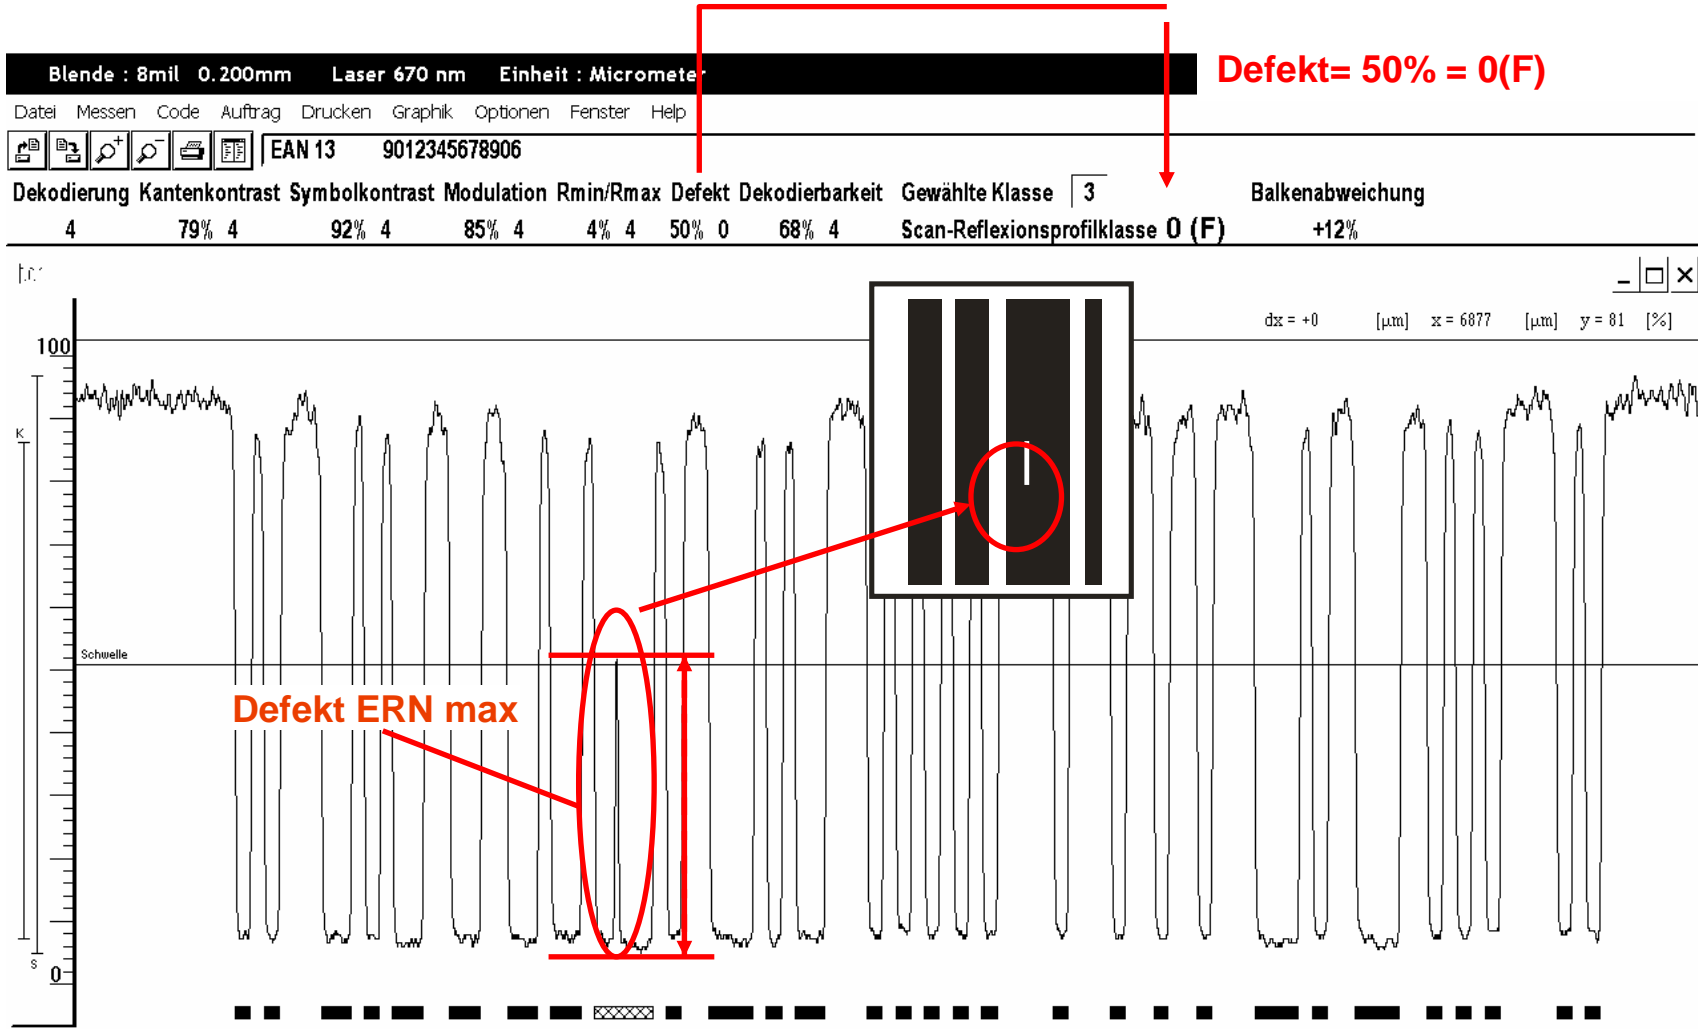 Defekt= 50% = 0(F)
Blende : 8mil 0.200mm Laser 670 nm Einheit : Micrometer
Datei Messen Code Auftrag Drucken Graphik Optionen Fenster Help
EAN 13 9012345678906
Dekodierung Kantenkontrast Symbolkontrast Modulation Rmin/Rmax Defekt Dekodierbarkeit Gewählte Klasse 3 Balkenabweichung
4 79% 4 92% 4 85% 4 4% 4 50% 0 68% 4 Scan-Reflexionsprofilklasse 0 (F) +12%
dx = +0 [µm] x = 6877 [µm] y = 81 [%]
100
K
Schwelle
Defekt ERN max
S
0